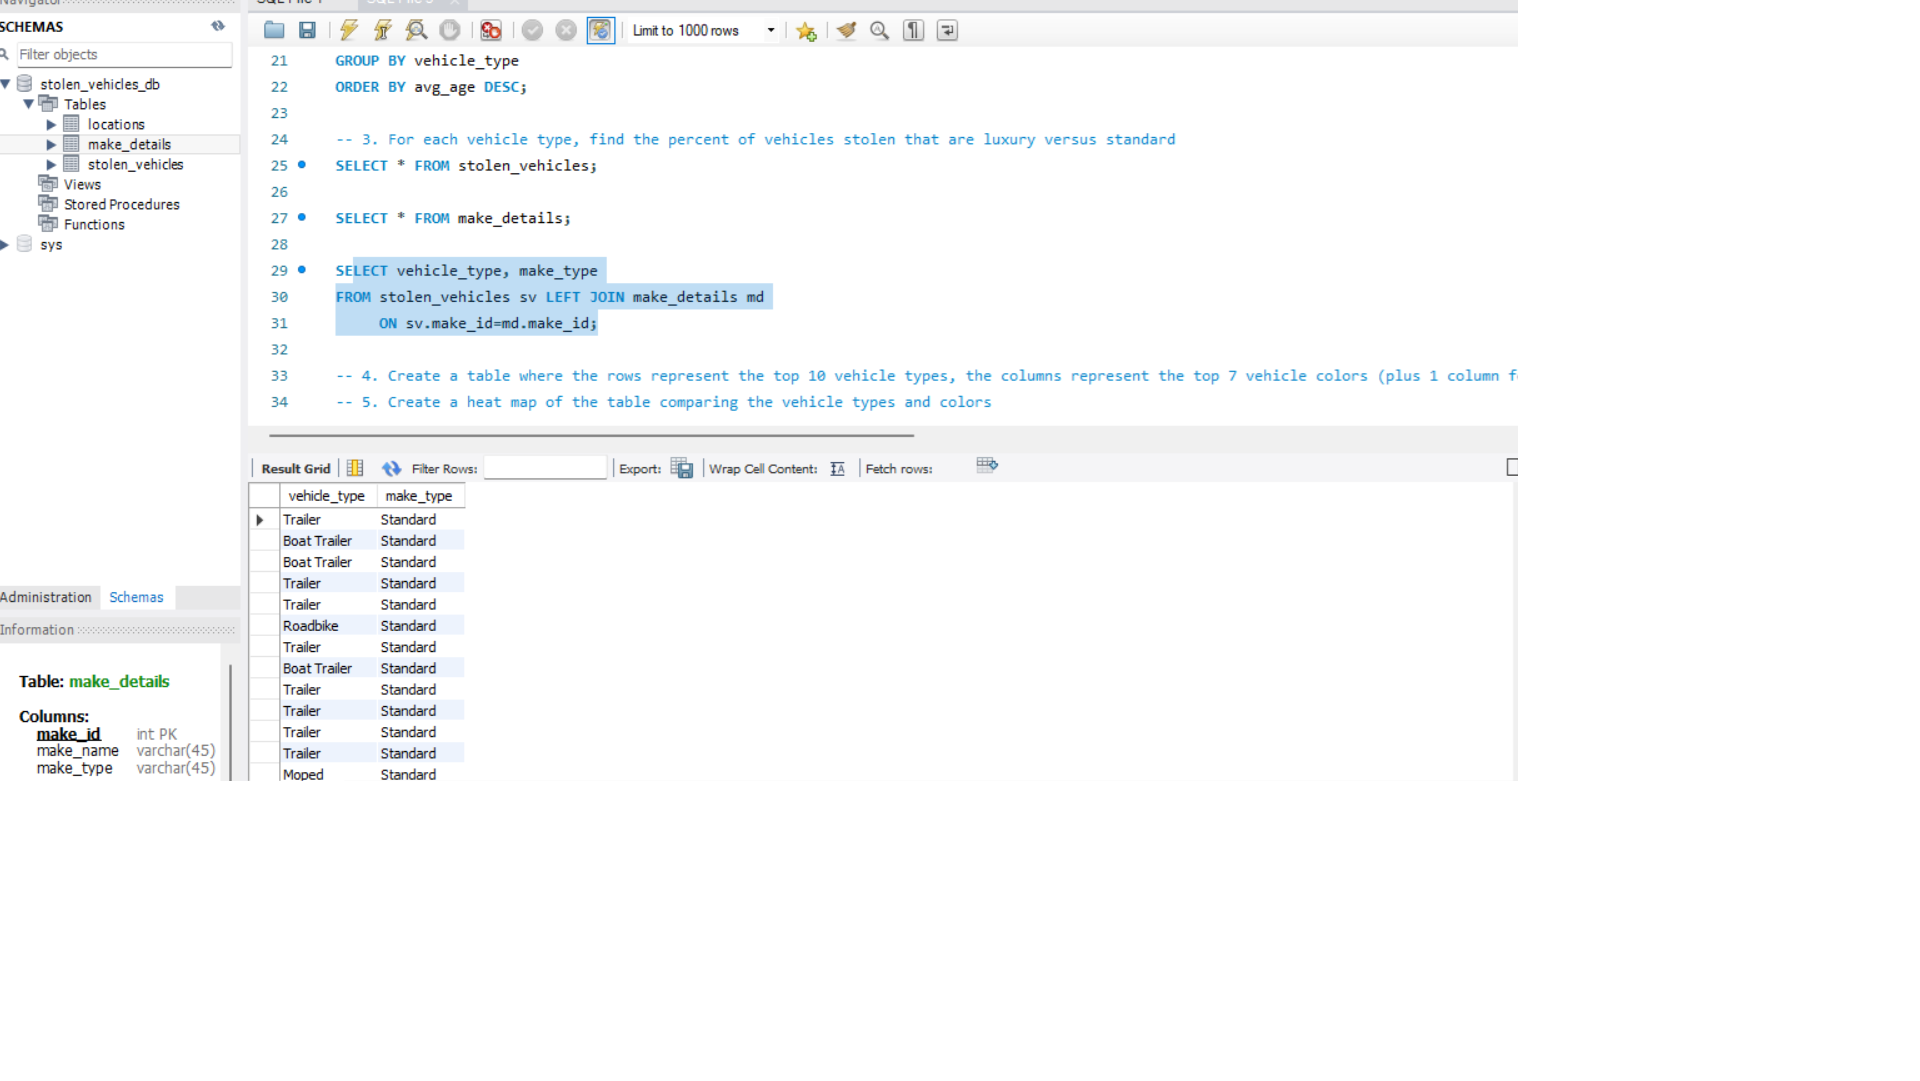 SCHEMAS
Filter objects
stolen_vehicles_db
Tables
locations
make_details
stolen_vehicles
Views
Stored Procedures
Functions
sys
Administration Schemas
Information
Table: make_details
Columns:
make_id int PK
make_name varchar(45)
make_type varchar(45)
Limit to 1000 rows
21 GROUP BY vehicle_type
22 ORDER BY avg_age DESC;
23
24 -- 3. For each vehicle type, find the percent of vehicles stolen that are luxury versus standard
25 SELECT * FROM stolen_vehicles;
26
27 SELECT * FROM make_details;
28
29 SELECT vehicle_type, make_type
30 FROM stolen_vehicles sv LEFT JOIN make_details md
31 ON sv.make_id=md.make_id;
32
33 -- 4. Create a table where the rows represent the top 10 vehicle types, the columns represent the top 7 vehicle colors (plus 1 column
34 -- 5. Create a heat map of the table comparing the vehicle types and colors
Result Grid Filter Rows: Export: Wrap Cell Content: Fetch rows:
vehicle_type make_type
Trailer Standard
Boat Trailer Standard
Boat Trailer Standard
Trailer Standard
Trailer Standard
Roadbike Standard
Trailer Standard
Boat Trailer Standard
Trailer Standard
Trailer Standard
Trailer Standard
Trailer Standard
Moped Standard